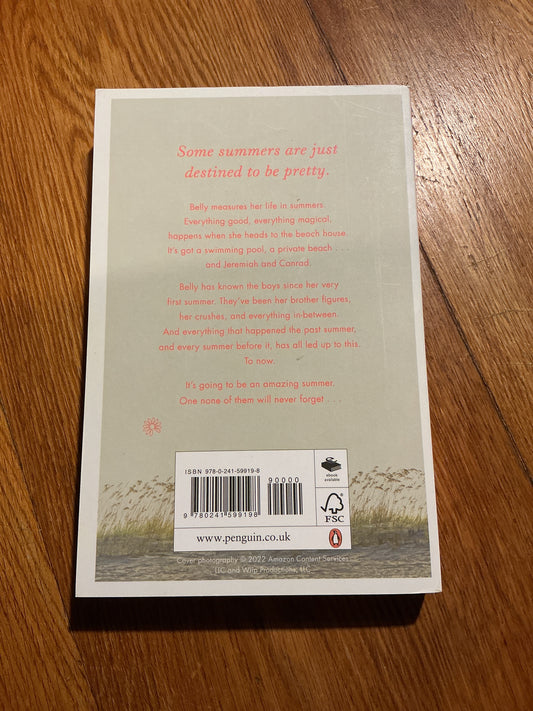 Some summers are just
destined to be pretty.
Belly measures her life in summers.
Everything good, everything magical,
happens when she heads to the beach house.
It's got a swimming pool, a private beach . . .
and Jeremiah and Conrad.
Belly has known the boys since her very
first summer. They've been her brother figures,
her crushes, and everything in-between.
And everything that happened the past summer,
and every summer before it, has all led up to this.
To now.
It's going to be an amazing summer.
One none of them will never forget . . .
ISBN 978-0-241-59919-8
90000
9 780241 599198
ebook
available
FSC
www.penguin.co.uk
Cover photography © 2022 Amazon Content Services
LLC and Wiip Productions, LLC